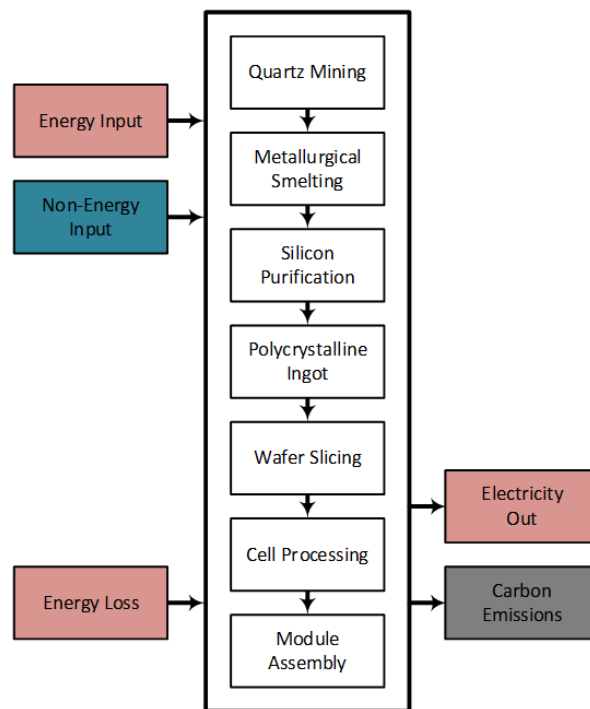 Quartz Mining
Energy Input
Metallurgical
Smelting
Non-Energy
Input
Silicon
Purification
Polycrystalline
Ingot
Wafer Slicing
Electricity
Out
Cell Processing
Energy Loss
Carbon
Emissions
Module
Assembly